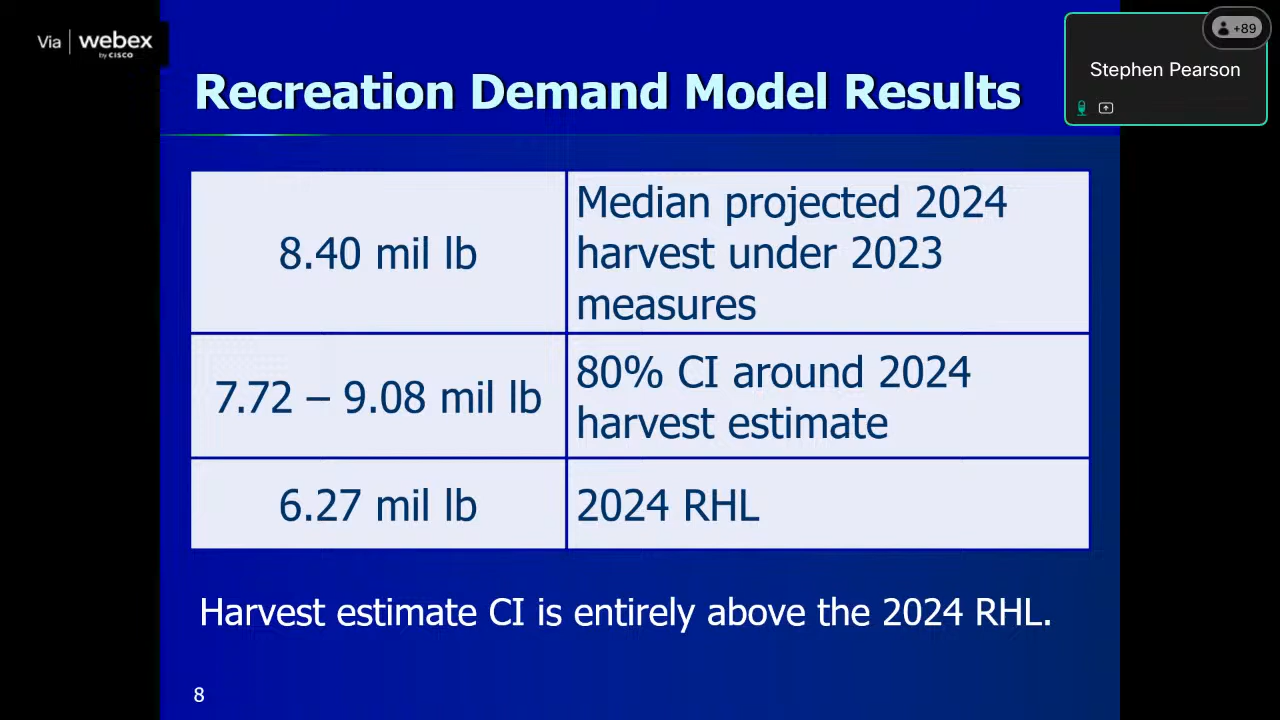 Via webex
by CISCO
+89
Stephen Pearson
Recreation Demand Model Results
8.40 mil lb
Median projected 2024
harvest under 2023
measures
7.72 – 9.08 mil lb
80% CI around 2024
harvest estimate
6.27 mil lb
2024 RHL
Harvest estimate CI is entirely above the 2024 RHL.
8